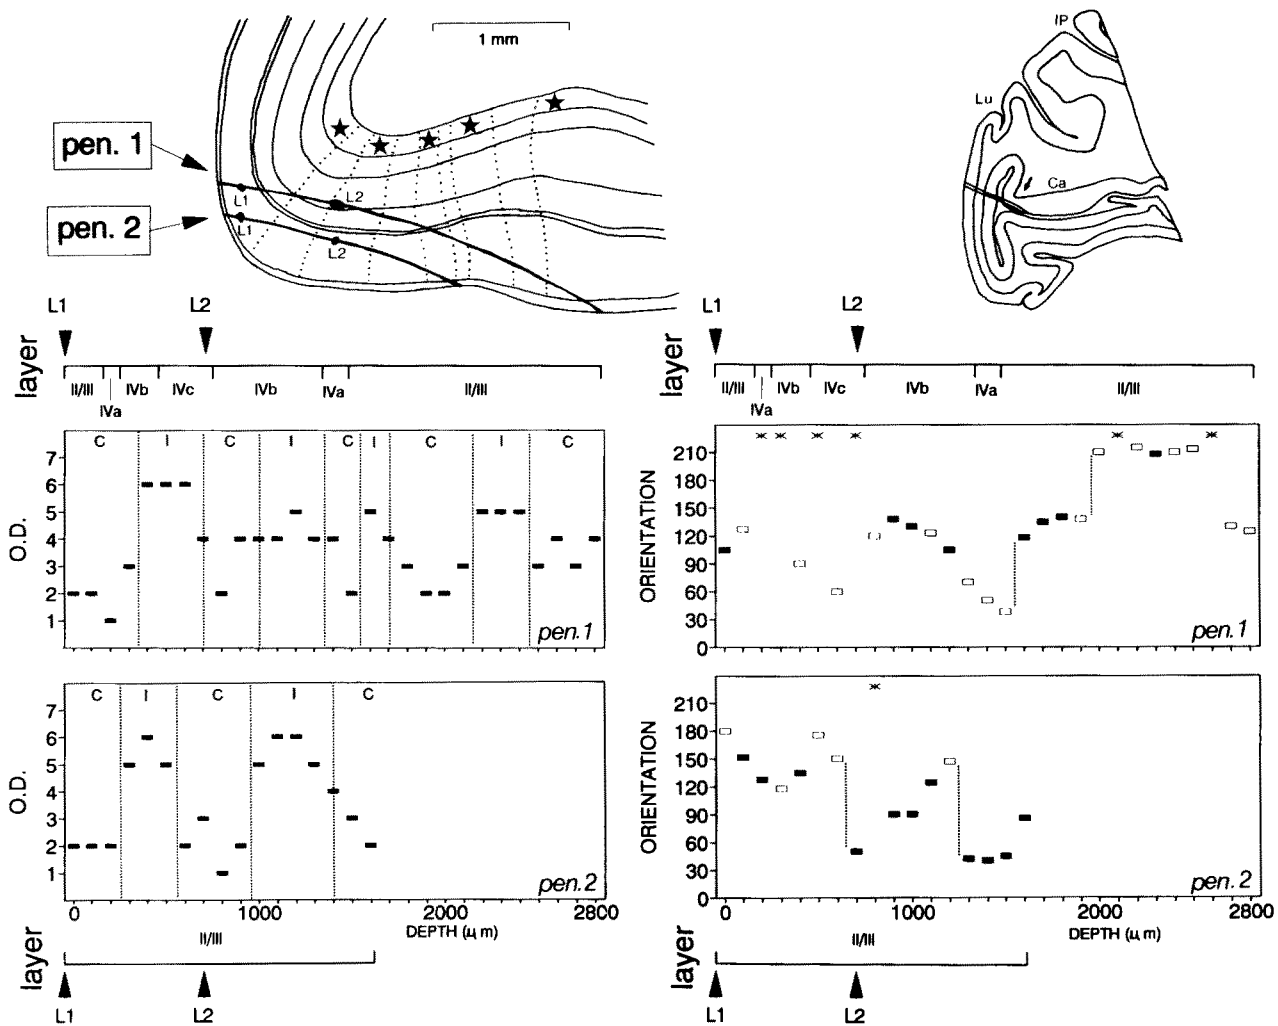 IP
1 mm
Lu
pen. 1
L1
L2
Ca
pen. 2
L1
L2
L1
L2
L1
L2
layer
II/III
IVa
IVb
IVc
IVb
IVa
II/III
layer
II/III
IVa
IVb
IVc
IVb
IVa
II/III
C I C I C I C I C
7
6
5
4
3
2
1
O.D.
pen.1
210
180
150
120
90
60
30
0
ORIENTATION
pen.1
C I C I C
7
6
5
4
3
2
1
O.D.
pen.2
0 1000 2000 2800
DEPTH (μm)
210
180
150
120
90
60
30
0
ORIENTATION
pen.2
0 1000 2000 2800
DEPTH (μm)
layer
II/III
L1
L2
layer
II/III
L1
L2